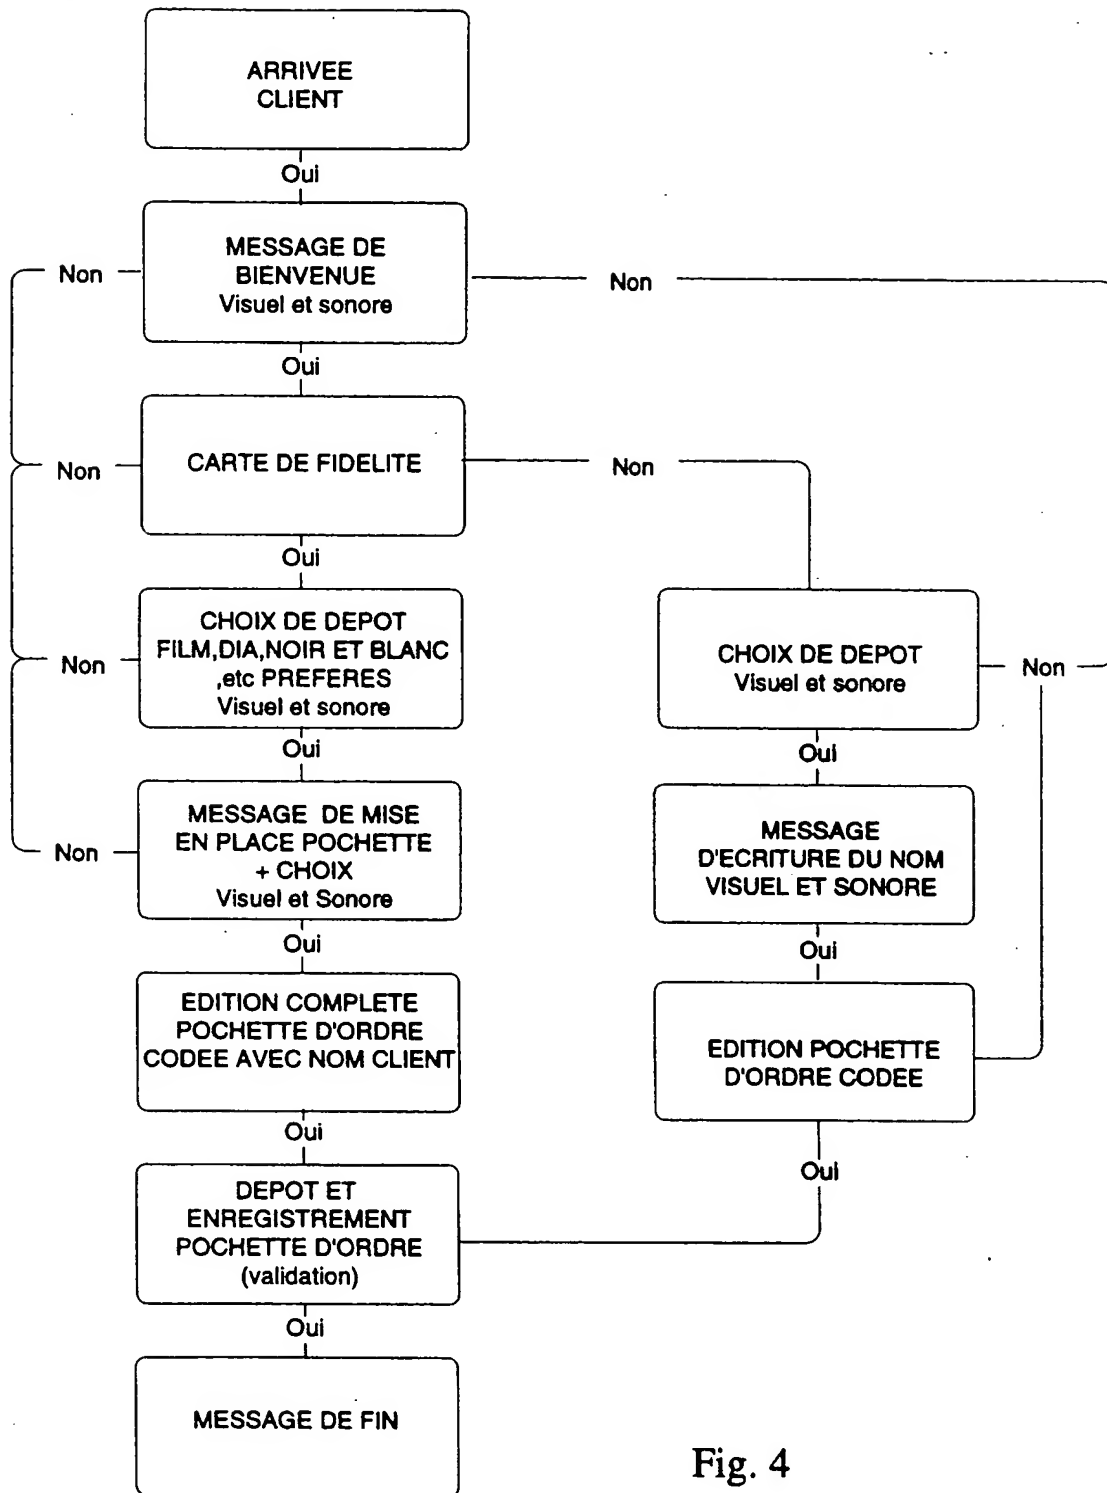 ARRIVEE
CLIENT
Oui
MESSAGE DE
BIENVENUE
Visuel et sonore
Non
Non
Oui
CARTE DE FIDELITE
Non
Non
Oui
CHOIX DE DEPOT
FILM,DIA,NOIR ET BLANC
,etc PREFERES
Visuel et sonore
Non
CHOIX DE DEPOT
Visuel et sonore
Non
Oui
Oui
MESSAGE DE MISE
EN PLACE POCHETTE
+ CHOIX
Visuel et Sonore
Non
MESSAGE
D'ECRITURE DU NOM
VISUEL ET SONORE
Oui
Oui
EDITION COMPLETE
POCHETTE D'ORDRE
CODEE AVEC NOM CLIENT
EDITION POCHETTE
D'ORDRE CODEE
Oui
Oui
DEPOT ET
ENREGISTREMENT
POCHETTE D'ORDRE
(validation)
Oui
MESSAGE DE FIN
Fig. 4